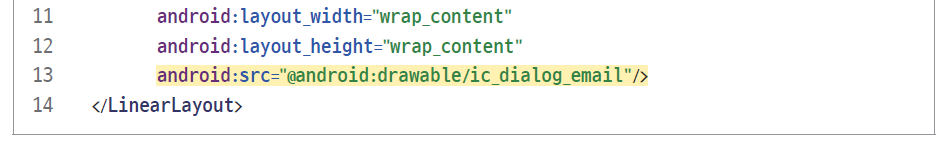 11 android:layout_width="wrap_content"
12 android:layout_height="wrap_content"
13 android:src="@android:drawable/ic_dialog_email"/>
14 </LinearLayout>